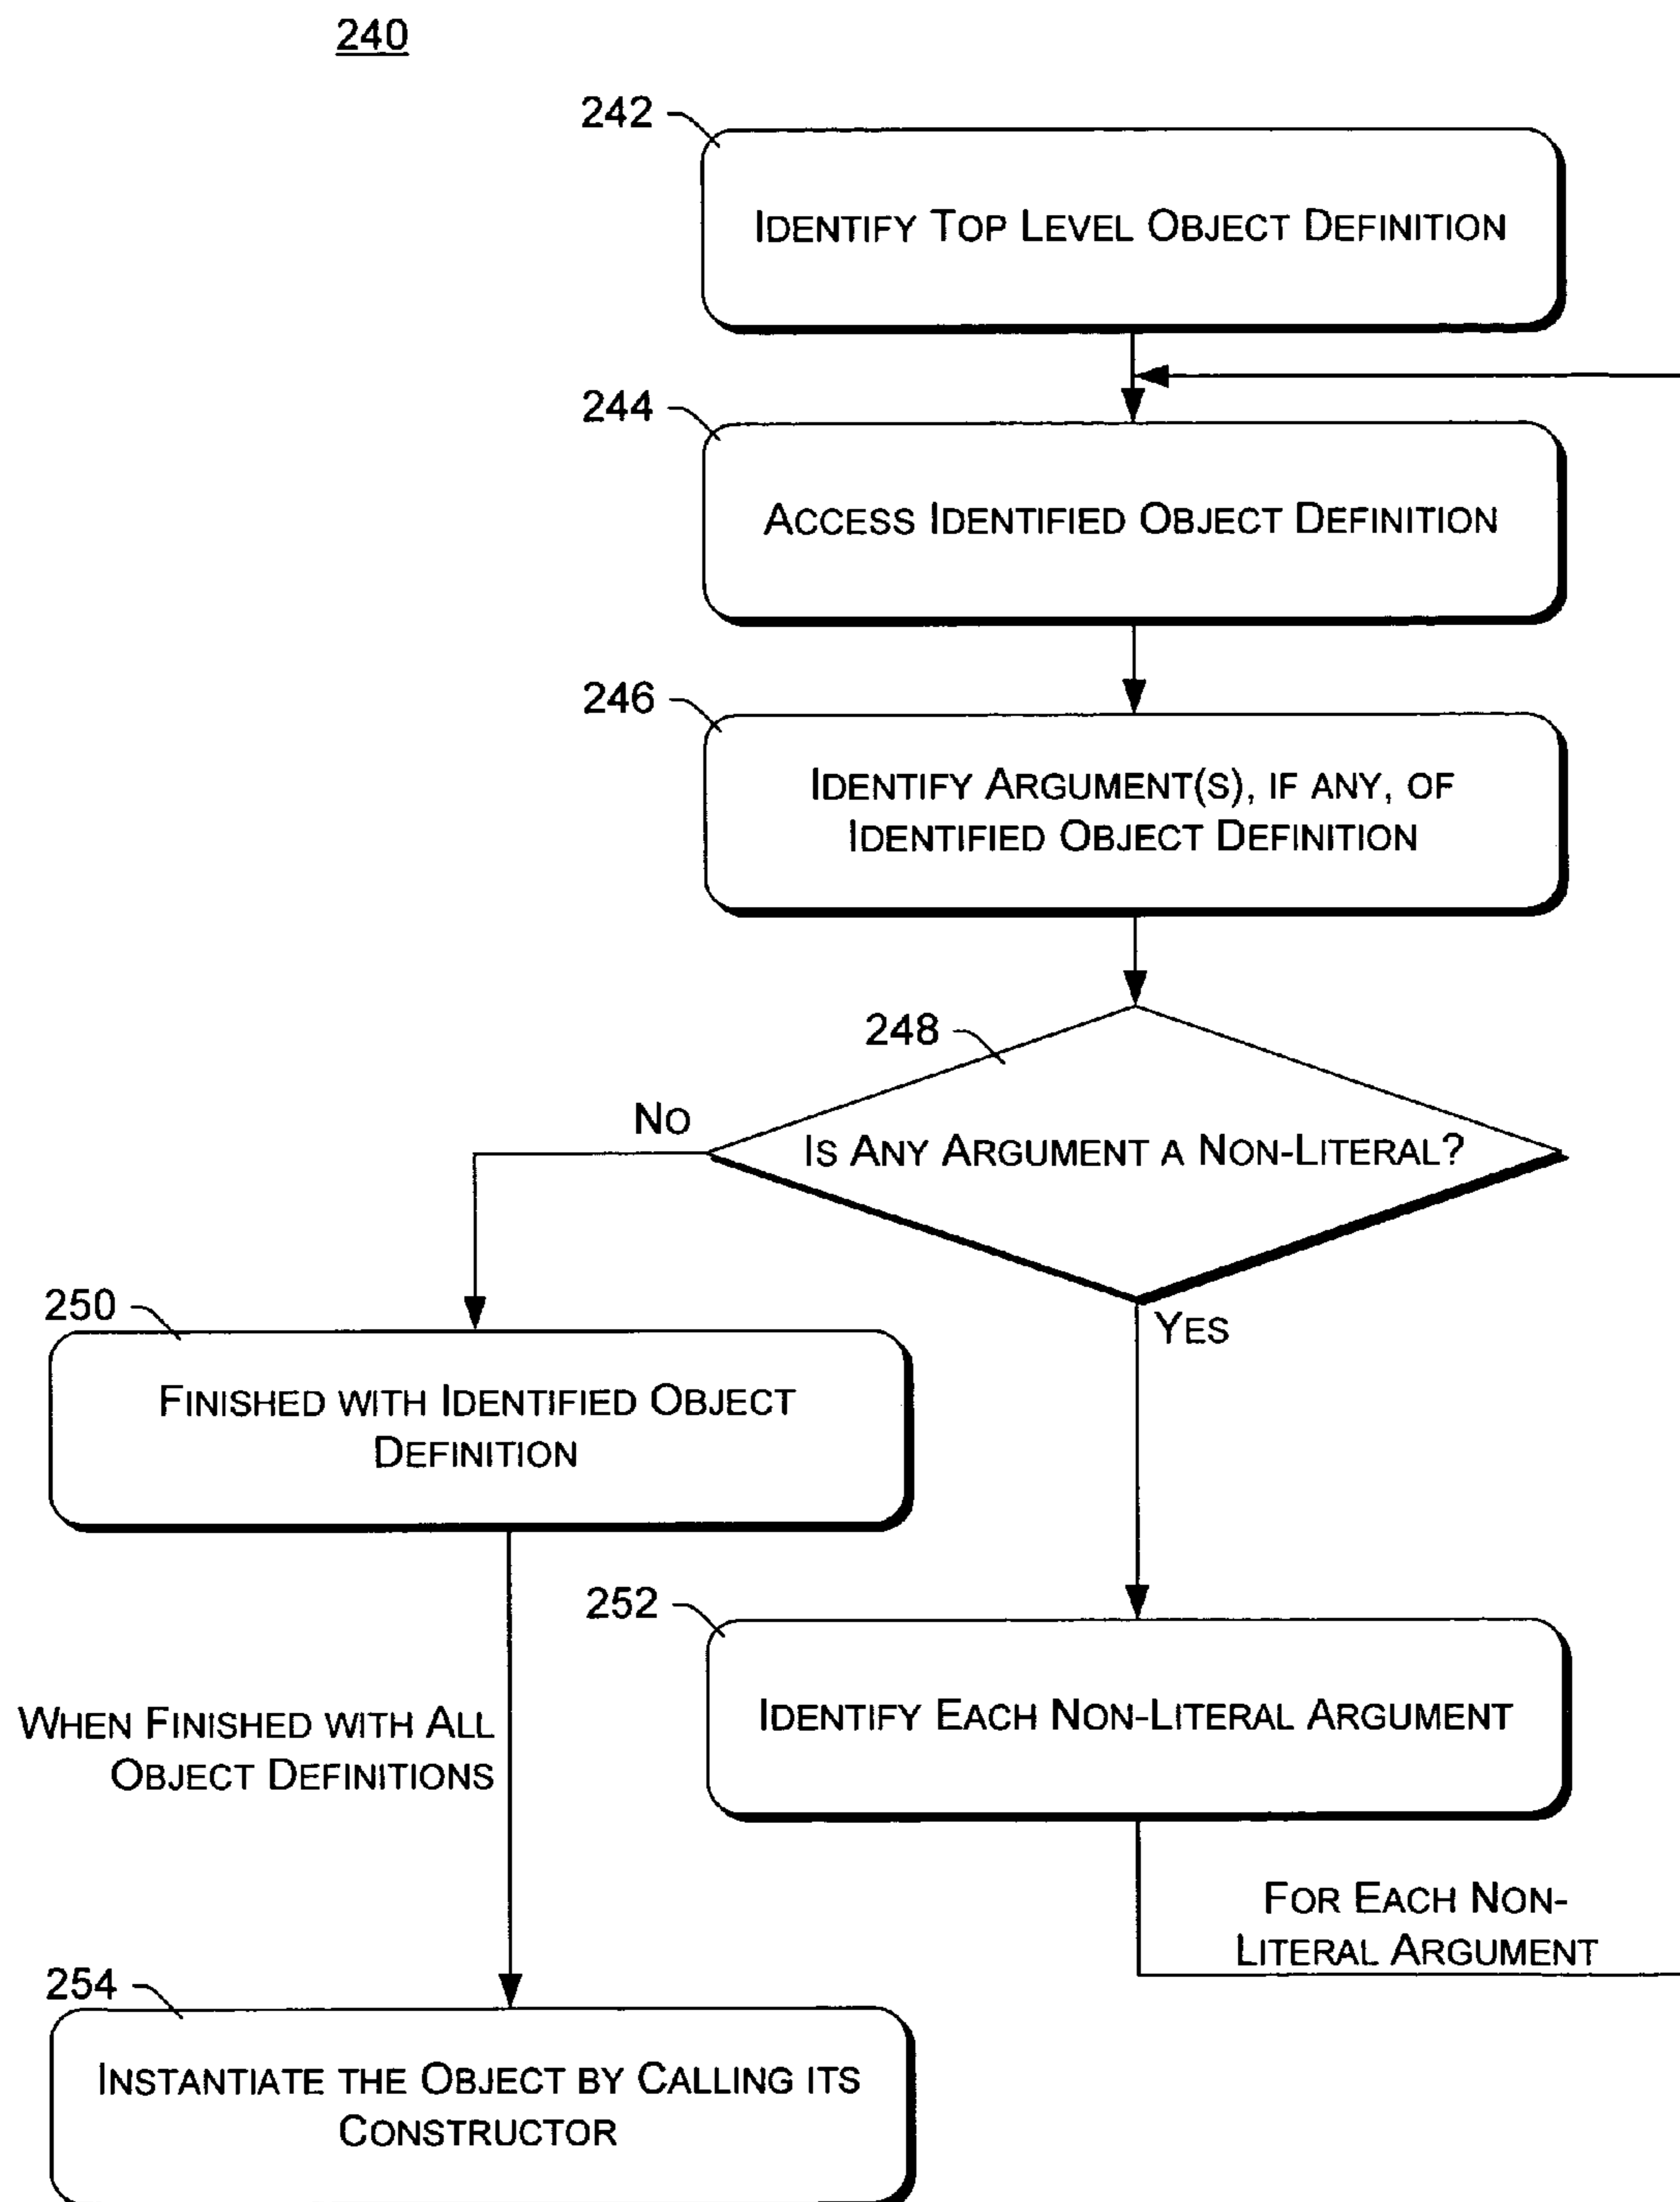 240
242
IDENTIFY TOP LEVEL OBJECT DEFINITION
244
ACCESS IDENTIFIED OBJECT DEFINITION
246
IDENTIFY ARGUMENT(S), IF ANY, OF
IDENTIFIED OBJECT DEFINITION
248
NO
IS ANY ARGUMENT A NON-LITERAL?
YES
250
FINISHED WITH IDENTIFIED OBJECT
DEFINITION
252
IDENTIFY EACH NON-LITERAL ARGUMENT
WHEN FINISHED WITH ALL
OBJECT DEFINITIONS
FOR EACH NON-
LITERAL ARGUMENT
254
INSTANTIATE THE OBJECT BY CALLING ITS
CONSTRUCTOR